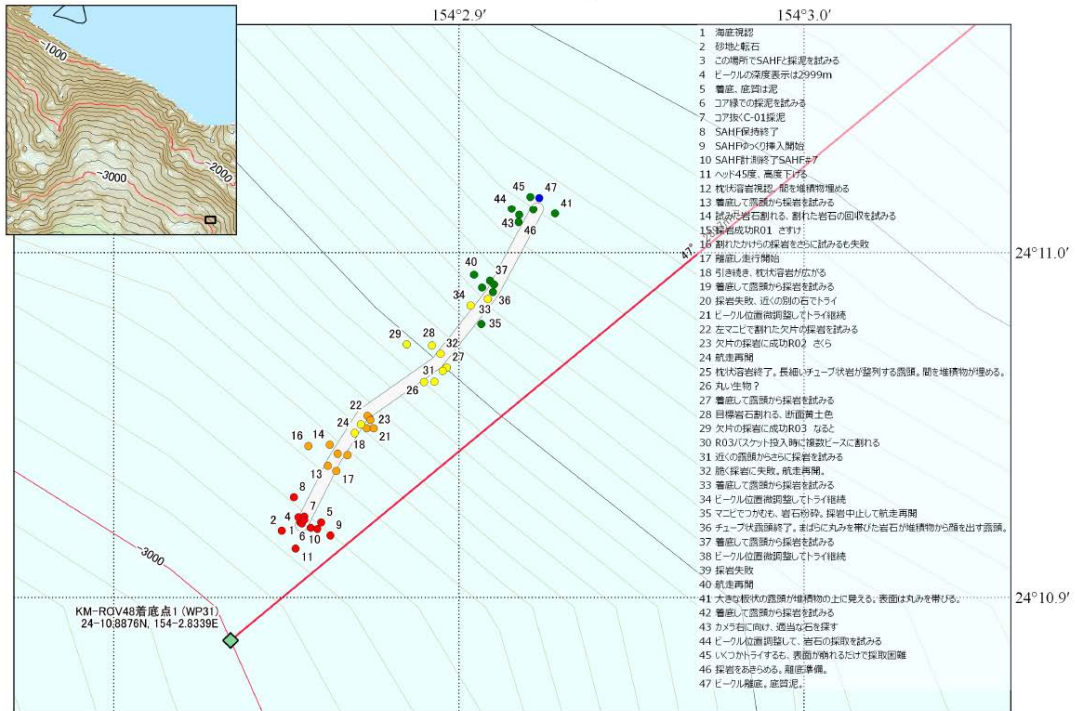 154°2.9′
154°3.0′
-1000
-2000
-3000
1 海底視認
2 砂地と転石
3 この場所でSAHFと採泥を試みる
4 ビークルの深度表示は2999m
5 着底、底質は泥
6 コア緑での採泥を試みる
7 コア抜くC-01採泥
8 SAHF保持終了
9 SAHFゆっくり挿入開始
10 SAHF計測終了SAHF#7
11 ヘッド45度、高度下げる
12 枕状溶岩視認、間を堆積物埋める
13 着底して露頭から採岩を試みる
14 試みた岩石割れる、割れた岩石の回収を試みる
15 採岩成功R01 さすけ
16 割れたかけらの採岩をさらに試みるも失敗
17 離底し走行開始
18 引き続き、枕状溶岩が広がる
19 着底して露頭から採岩を試みる
20 採岩失敗、近くの別の石でトライ
21 ビークル位置微調整してトライ継続
22 左マニピで割れた欠片の採岩を試みる
23 欠片の採岩に成功R02 さくら
24 航走再開
25 枕状溶岩終了。長細いチューブ状岩が整列する露頭。間を堆積物が埋める。
26 丸い生物？
27 着底して露頭から採岩を試みる
28 目標岩石割れる、断面黄土色
29 欠片の採岩に成功R03 なると
30 R03バスケット投入時に複数ピースに割れる
31 近くの露頭からさらに採岩を試みる
32 脆く採岩に失敗。航走再開。
33 着底して露頭から採岩を試みる
34 ビークル位置微調整してトライ継続
35 マニピでつかむも、岩石粉砕。採岩中止して航走再開
36 チューブ状露頭終了。まばらに丸みを帯びた岩石が堆積物から顔を出す露頭。
37 着底して露頭から採岩を試みる
38 ビークル位置微調整してトライ継続
39 採岩失敗
40 航走再開
41 大きな板状の露頭が堆積物の上に見える。表面は丸みを帯びる。
42 着底して露頭から採岩を試みる
43 カメラ右に向け、適当な石を探す
44 ビークル位置調整して、岩石の採取を試みる
45 いくつかトライするも、表面が崩れるだけで採取困難
46 採岩をあきらめる。離底準備。
47 ビークル離底。底質泥。
45
47
44
41
43
46
40
37
34
36
33
35
29
28
32
27
31
26
22
23
24
21
16
14
18
13
17
8
7
4
5
2
1
9
6
10
11
47°
24°11.0′
24°10.9′
-3000
KM-ROV48着底点1 (WP31)
24-10.8876N, 154-2.8339E